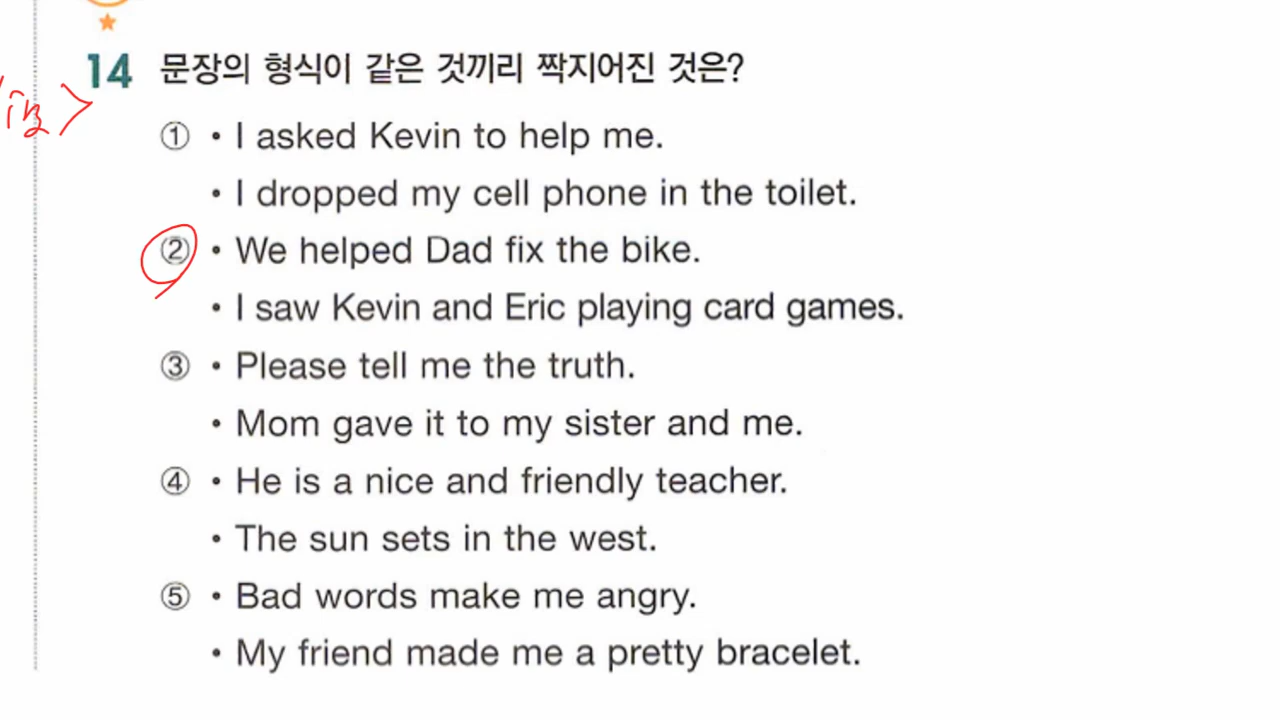 14 문장의 형식이 같은 것끼리 짝지어진 것은?
① • I asked Kevin to help me.
• I dropped my cell phone in the toilet.
② • We helped Dad fix the bike.
• I saw Kevin and Eric playing card games.
③ • Please tell me the truth.
• Mom gave it to my sister and me.
④ • He is a nice and friendly teacher.
• The sun sets in the west.
⑤ • Bad words make me angry.
• My friend made me a pretty bracelet.